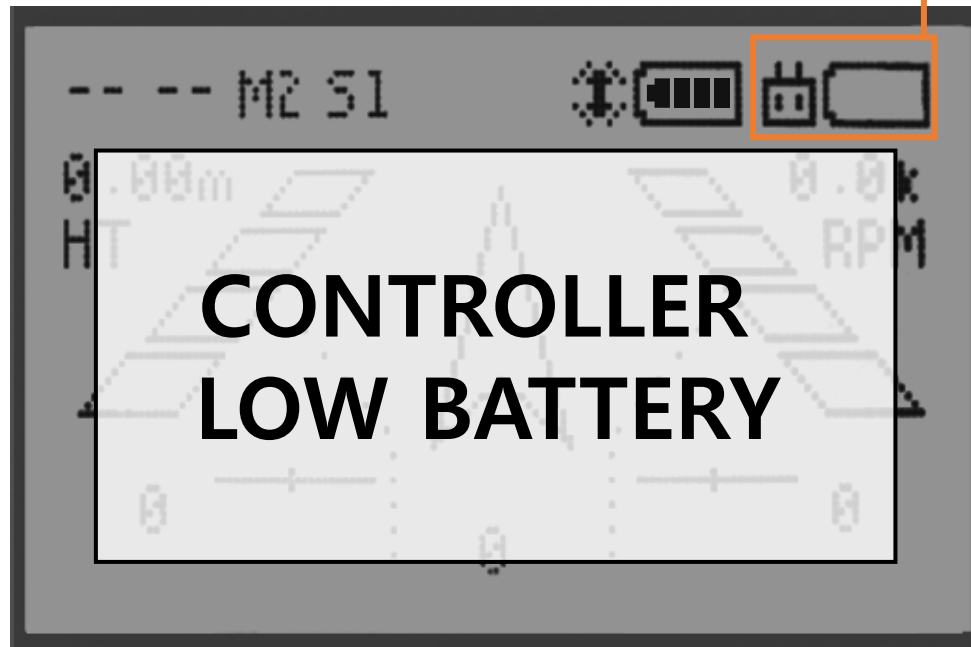 -- -- M2 S1
0.00m 0.0k
HT RPM
CONTROLLER
LOW BATTERY
0 0
0